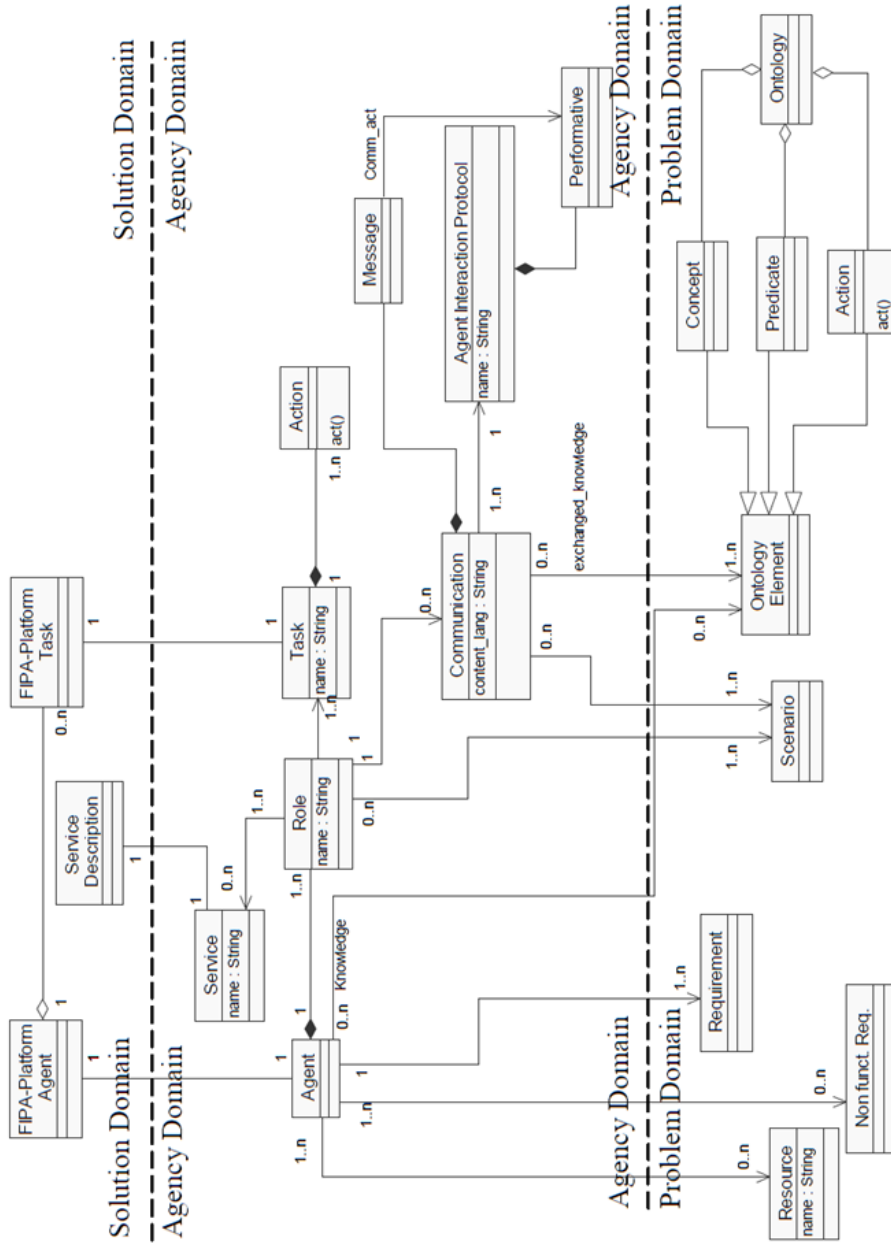 Solution Domain
Agency Domain
Solution Domain
Agency Domain
FIPA-Platform
Agent
1
0..n
FIPA-Platform
Task
Service
Description
1
1
1
1
1
1
Service
name : String
0..n
1..n
Agent
1
1..n
Role
name : String
1..n
Task
name : String
1
1..n
Action
act()
Message
Comm_act
Performative
Agent Interaction Protocol
name : String
1
1..n
Communication
content_lang : String
0..n
1
0..n
Knowledge
0..n
1..n
1..n
1
0..n
0..n
exchanged_knowledge
Agency Domain
Problem Domain
Agency Domain
Problem Domain
0..n
Resource
name : String
0..n
Non funct. Req.
1..n
Requirement
1..n
1..n
Scenario
0..n
1..n
Ontology
Element
Concept
Predicate
Action
act()
Ontology